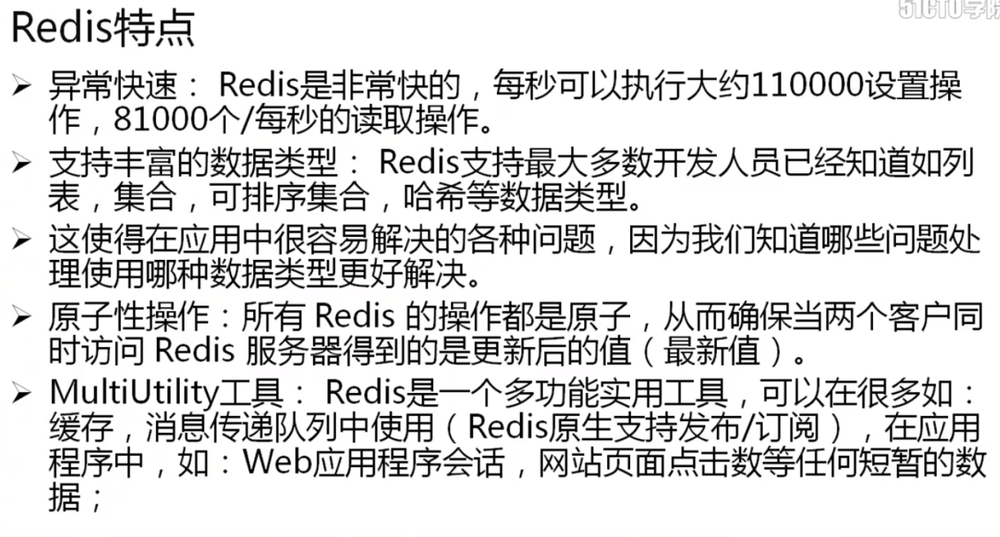 51CTO学院
Redis特点
➢ 异常快速： Redis是非常快的，每秒可以执行大约110000设置操
作，81000个/每秒的读取操作。
➢ 支持丰富的数据类型： Redis支持最大多数开发人员已经知道如列
表，集合，可排序集合，哈希等数据类型。
➢ 这使得在应用中很容易解决的各种问题，因为我们知道哪些问题处
理使用哪种数据类型更好解决。
➢ 原子性操作：所有 Redis 的操作都是原子，从而确保当两个客户同
时访问 Redis 服务器得到的是更新后的值（最新值）。
➢ MultiUtility工具： Redis是一个多功能实用工具，可以在很多如：
缓存，消息传递队列中使用（Redis原生支持发布/订阅），在应用
程序中，如：Web应用程序会话，网站页面点击数等任何短暂的数
据；